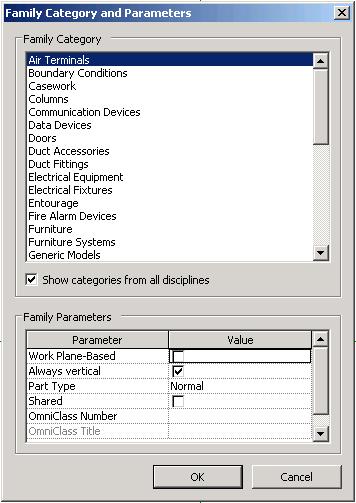 Family Category and Parameters
Family Category
Air Terminals
Boundary Conditions
Casework
Columns
Communication Devices
Data Devices
Doors
Duct Accessories
Duct Fittings
Electrical Equipment
Electrical Fixtures
Entourage
Fire Alarm Devices
Furniture
Furniture Systems
Generic Models
Show categories from all disciplines
Family Parameters
Parameter Value
Work Plane-Based
Always vertical
Part Type Normal
Shared
OmniClass Number
OmniClass Title
OK Cancel